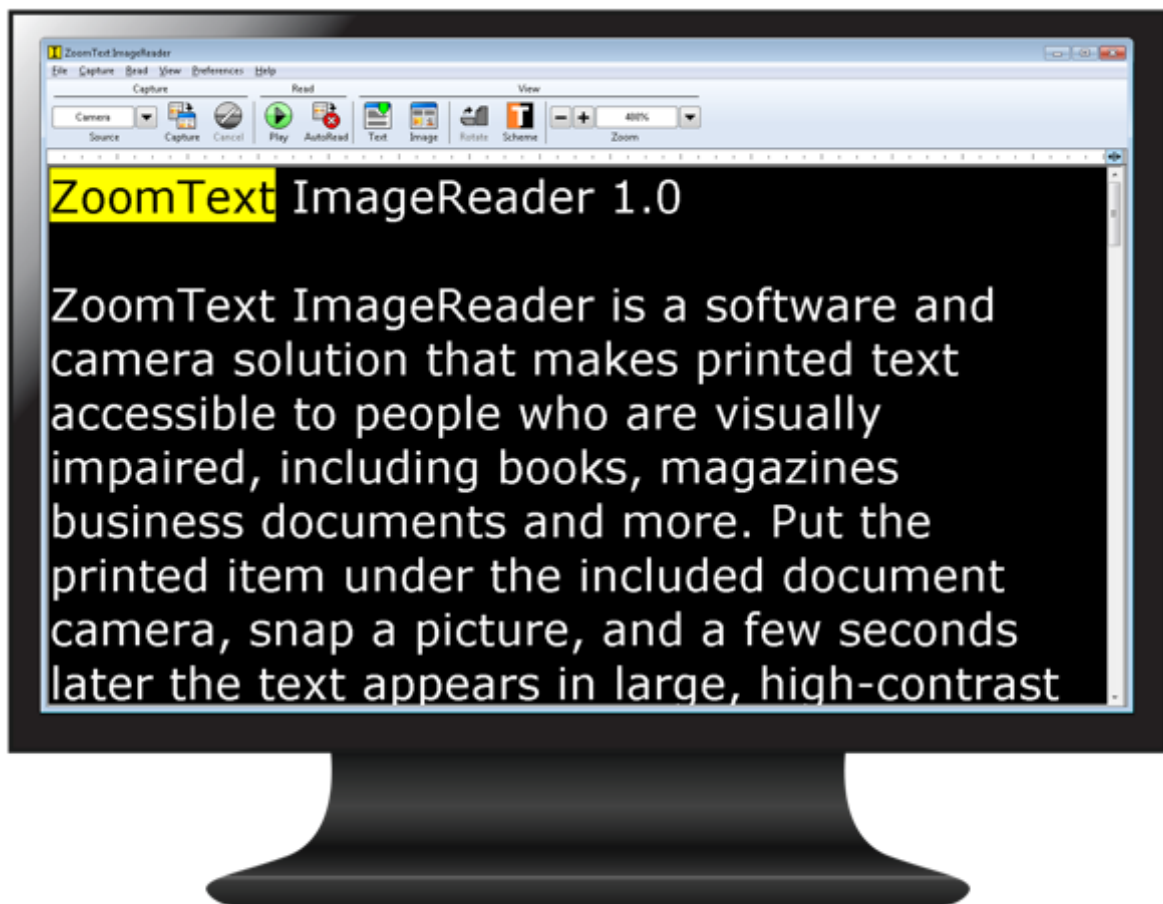 ZoomText ImageReader
File Capture Read View Preferences Help
Capture Read View
Camera 400%
Source Capture Cancel Play AutoRead Text Image Rotate Scheme Zoom
ZoomText ImageReader 1.0
ZoomText ImageReader is a software and
camera solution that makes printed text
accessible to people who are visually
impaired, including books, magazines
business documents and more. Put the
printed item under the included document
camera, snap a picture, and a few seconds
later the text appears in large, high-contrast